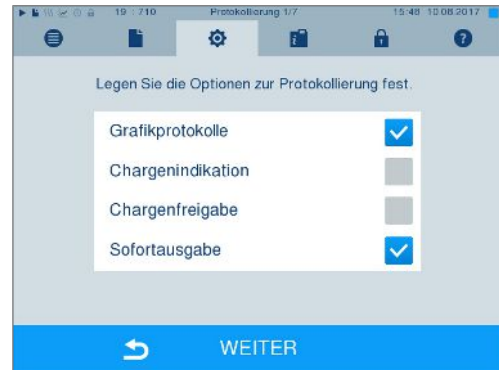 19 : 710 Protokollierung 1/7 15:48 10.08.2017
Legen Sie die Optionen zur Protokollierung fest.
Grafikprotokolle
Chargenindikation
Chargenfreigabe
Sofortausgabe
WEITER